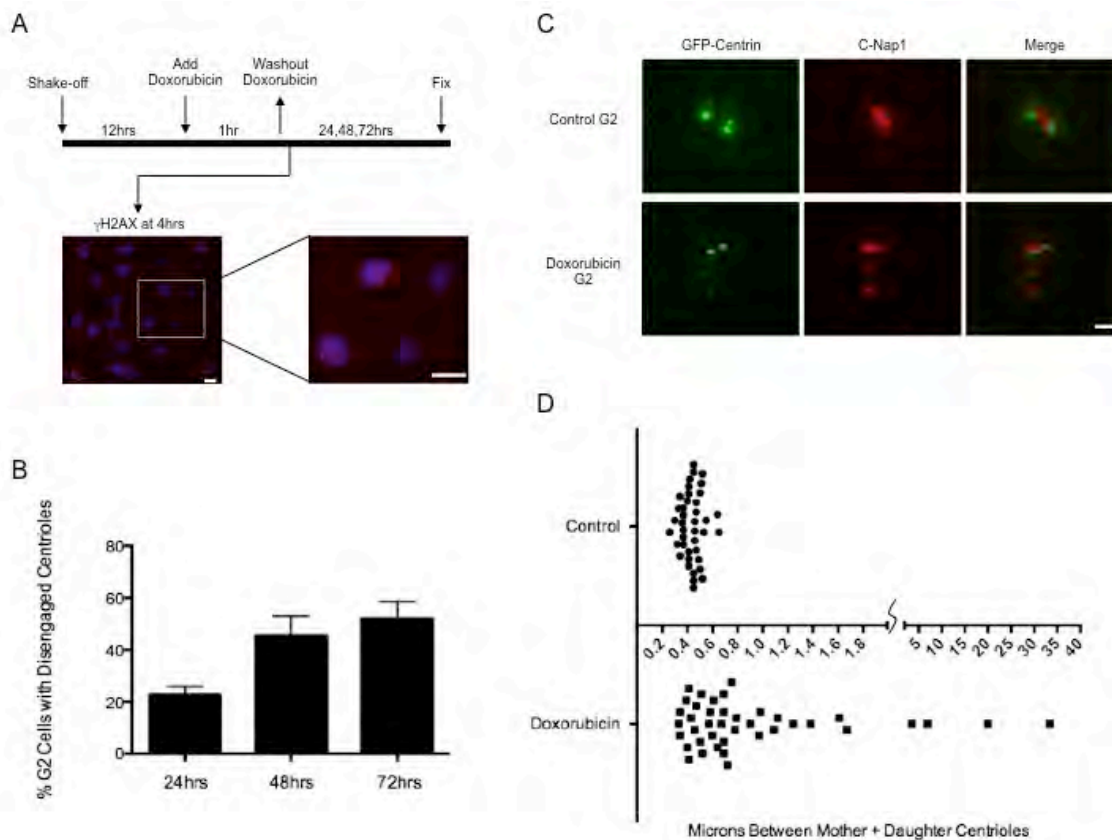 A
Shake-off
Add
Doxorubicin
Washout
Doxorubicin
Fix
12hrs
1hr
24,48,72hrs
γH2AX at 4hrs
B
% G2 Cells with Disengaged Centrioles
80
60
40
20
0
24hrs
48hrs
72hrs
C
GFP-Centrin
C-Nap1
Merge
Control G2
Doxorubicin
G2
D
Control
0.2
0.4
0.6
0.8
1.0
1.2
1.4
1.6
1.8
5
10
15
20
25
30
35
40
Doxorubicin
Microns Between Mother + Daughter Centrioles